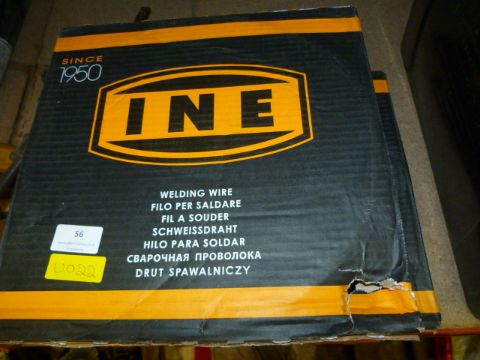 SINCE
1950
INE
WELDING WIRE
FILO PER SALDARE
FIL A SOUDER
SCHWEISSDRAHT
HILO PARA SOLDAR
СВАРОЧНАЯ ПРОВОЛОКА
DRUT SPAWALNICZY
56
U022